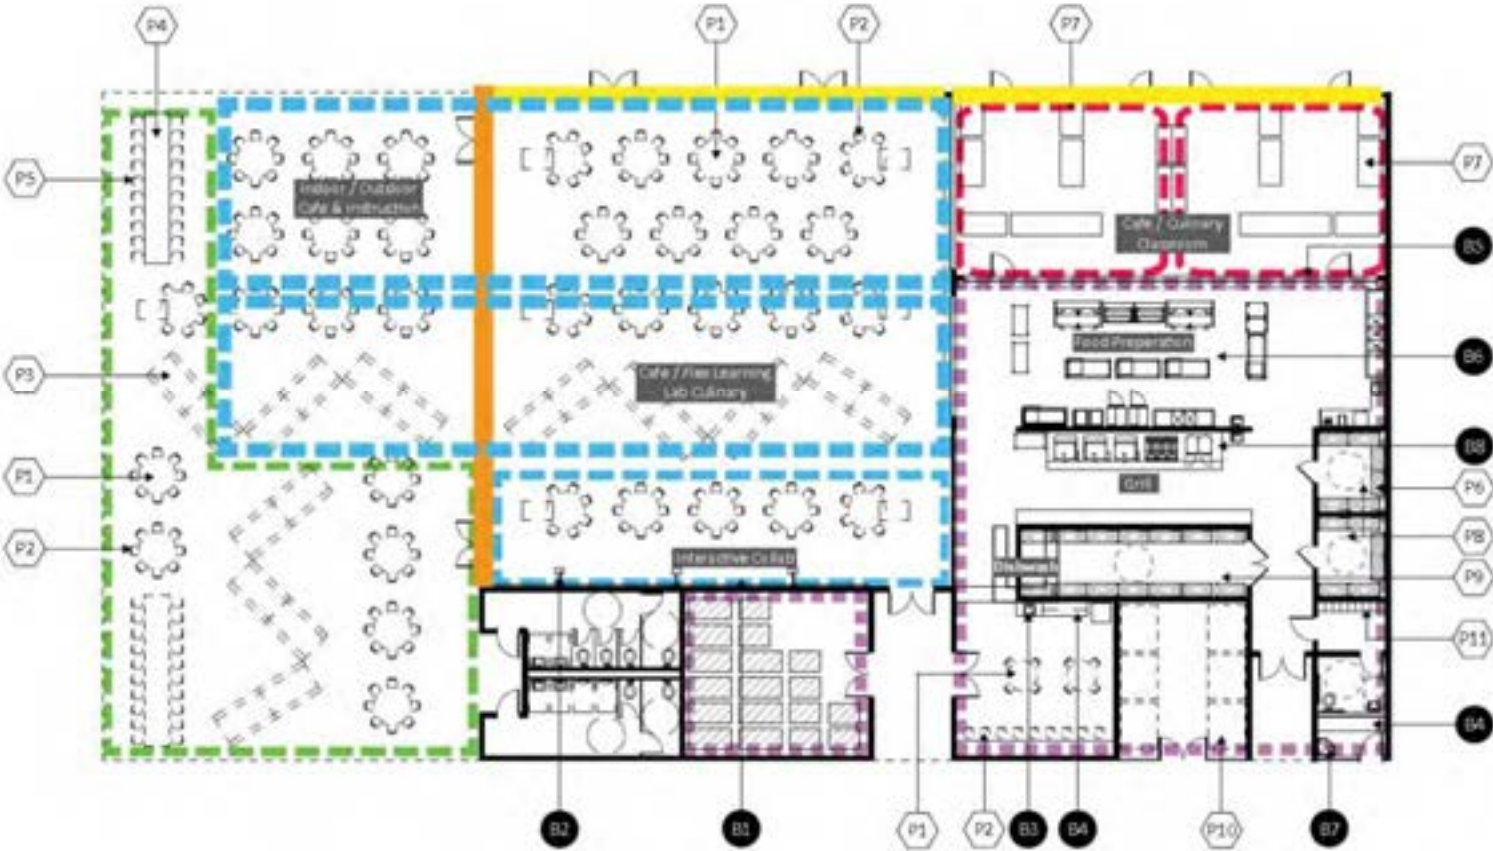 P4
P1
P2
P7
P5
P7
Indoor / Outdoor
Cafe & Instruction
Cafe / Culinary
Classroom
B5
Food Preparation
B6
P3
Cafe / Flex Learning
Lab Culinary
B8
Grill
P1
P6
P8
P2
Interactive Collab
Dishwash
P9
P11
B4
B2
B1
P1
P2
B3
B4
P10
B7